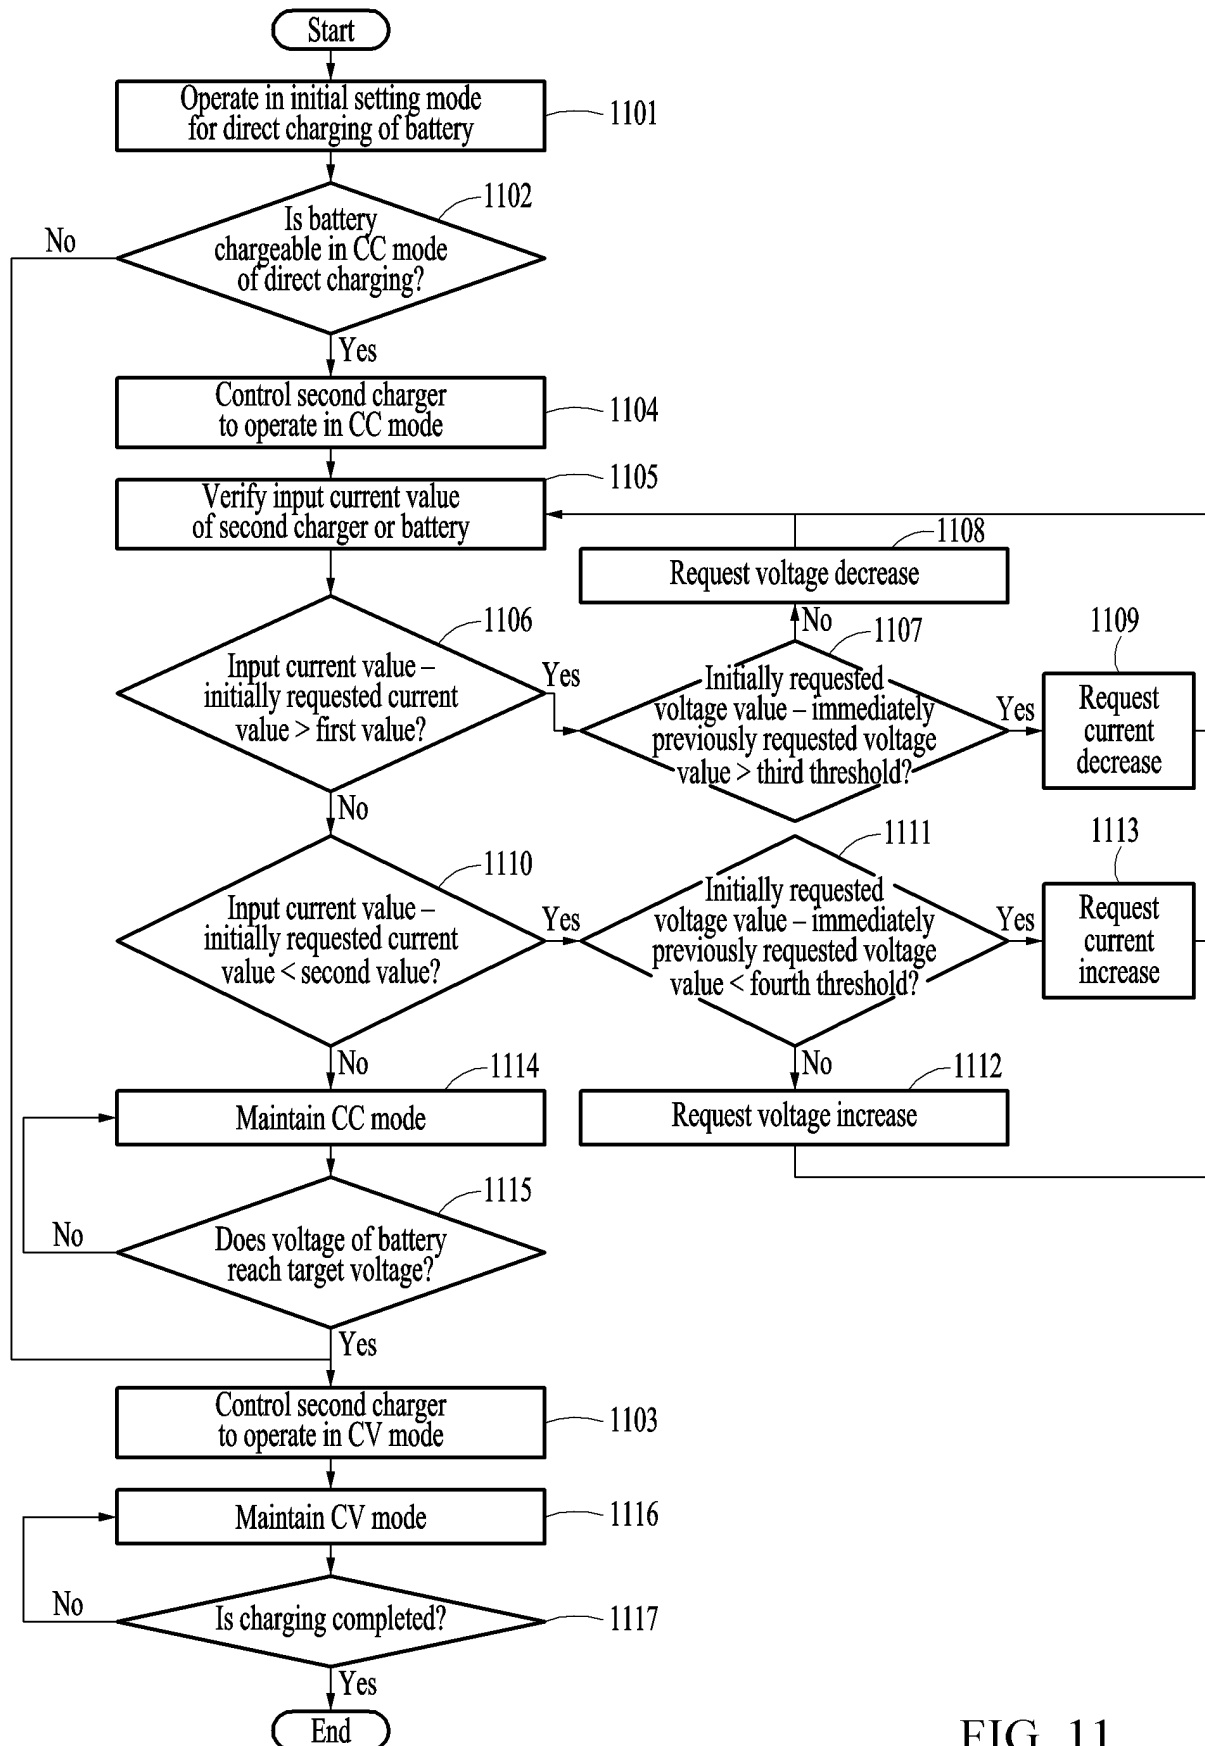 Start
Operate in initial setting mode
for direct charging of battery
1101
1102
Is battery
chargeable in CC mode
of direct charging?
No
Yes
Control second charger
to operate in CC mode
1104
1105
Verify input current value
of second charger or battery
1108
Request voltage decrease
No
1106
Input current value –
initially requested current
value > first value?
Yes
1107
Initially requested
voltage value – immediately
previously requested voltage
value > third threshold?
Yes
1109
Request
current
decrease
No
1110
Input current value –
initially requested current
value < second value?
Yes
1111
Initially requested
voltage value – immediately
previously requested voltage
value < fourth threshold?
Yes
1113
Request
current
increase
No
No
1114
Maintain CC mode
1112
Request voltage increase
1115
Does voltage of battery
reach target voltage?
No
Yes
Control second charger
to operate in CV mode
1103
Maintain CV mode
1116
Is charging completed?
1117
No
Yes
End
FIG. 11